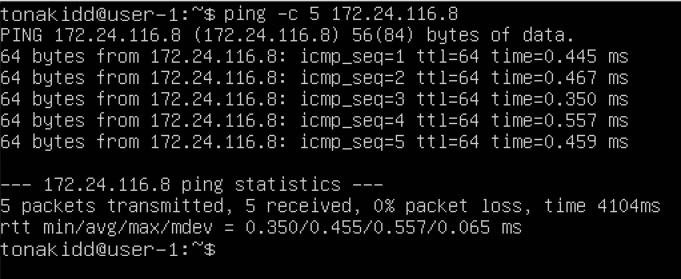 tonakidd@user-1:~$ ping -c 5 172.24.116.8
PING 172.24.116.8 (172.24.116.8) 56(84) bytes of data.
64 bytes from 172.24.116.8: icmp_seq=1 ttl=64 time=0.445 ms
64 bytes from 172.24.116.8: icmp_seq=2 ttl=64 time=0.467 ms
64 bytes from 172.24.116.8: icmp_seq=3 ttl=64 time=0.350 ms
64 bytes from 172.24.116.8: icmp_seq=4 ttl=64 time=0.557 ms
64 bytes from 172.24.116.8: icmp_seq=5 ttl=64 time=0.459 ms
--- 172.24.116.8 ping statistics ---
5 packets transmitted, 5 received, 0% packet loss, time 4104ms
rtt min/avg/max/mdev = 0.350/0.455/0.557/0.065 ms
tonakidd@user-1:~$